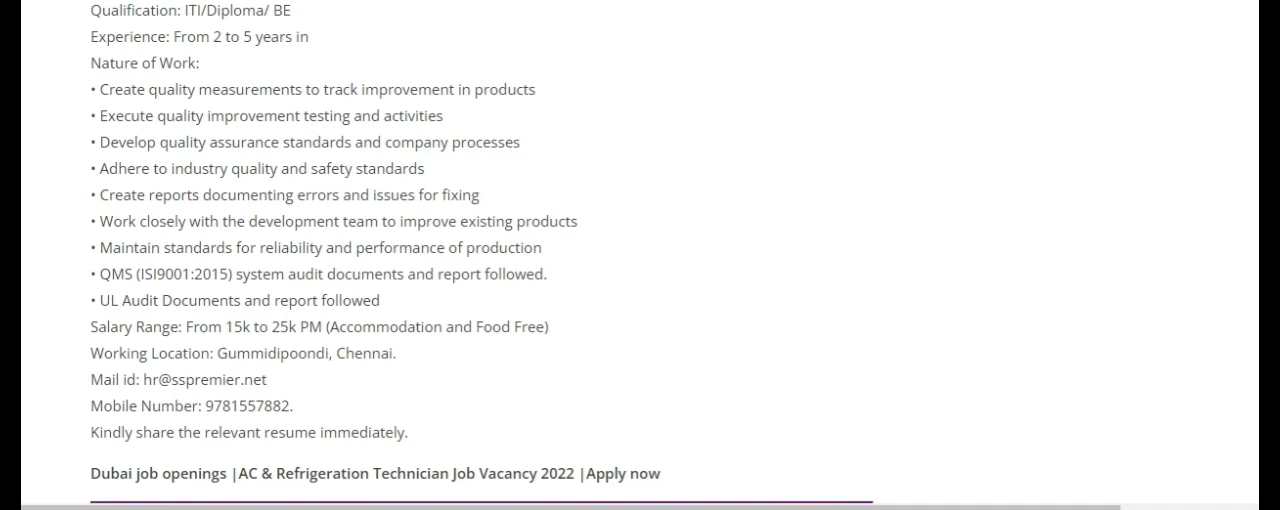 Qualification: ITI/Diploma/ BE
Experience: From 2 to 5 years in
Nature of Work:
• Create quality measurements to track improvement in products
• Execute quality improvement testing and activities
• Develop quality assurance standards and company processes
• Adhere to industry quality and safety standards
• Create reports documenting errors and issues for fixing
• Work closely with the development team to improve existing products
• Maintain standards for reliability and performance of production
• QMS (ISI9001:2015) system audit documents and report followed.
• UL Audit Documents and report followed
Salary Range: From 15k to 25k PM (Accommodation and Food Free)
Working Location: Gummidipoondi, Chennai.
Mail id: hr@sspremier.net
Mobile Number: 9781557882.
Kindly share the relevant resume immediately.
Dubai job openings |AC & Refrigeration Technician Job Vacancy 2022 |Apply now